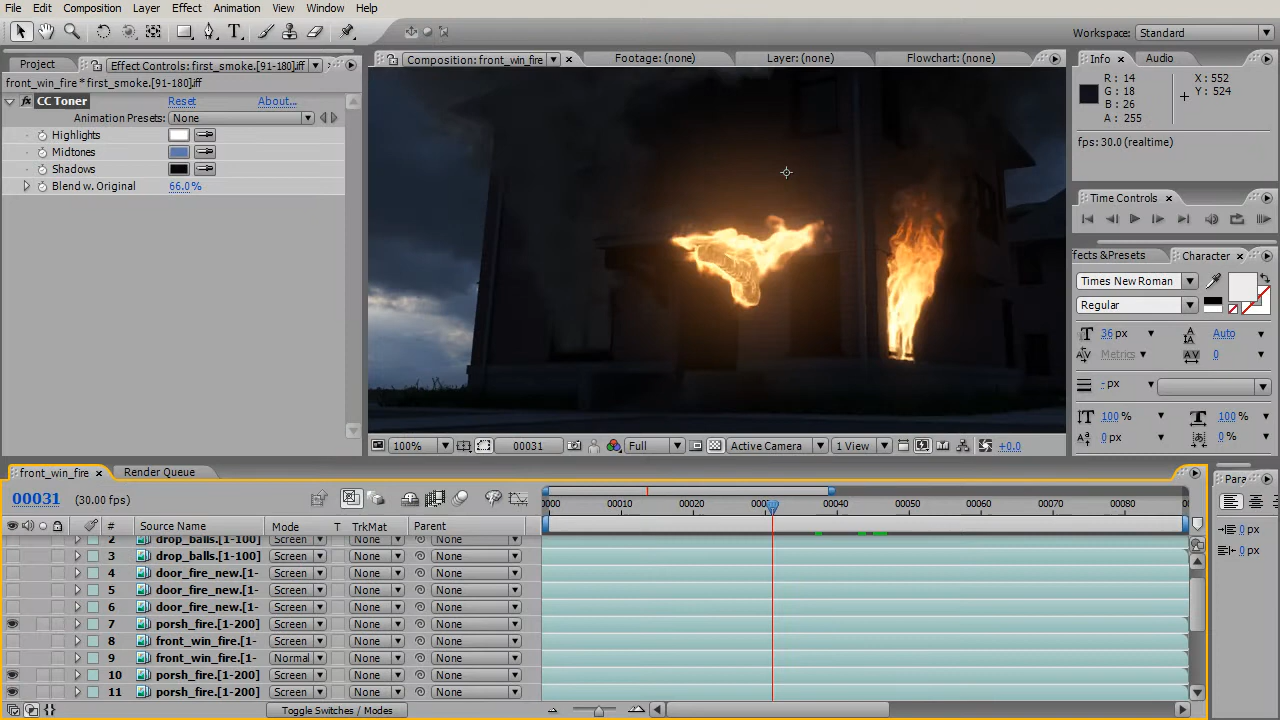 File Edit Composition Layer Effect Animation View Window Help
Workspace: Standard
Project Effect Controls: first_smoke.[91-180]iff
front_win_fire * first_smoke.[91-180]iff
fx CC Toner Reset About...
Animation Presets: None
Highlights
Midtones
Shadows
Blend w. Original 66.0%
Composition: front_win_fire Footage: (none) Layer: (none) Flowchart: (none)
100% 00031 Full Active Camera 1 View +0.0
Info Audio
R: 14 X: 552
G: 18 Y: 524
B: 26
A: 255
fps: 30.0 (realtime)
Time Controls
ffects&Presets Character
Times New Roman
Regular
36 px Auto
Metrics 0
- px
100 % 100 %
0 px 0 %
Para
0 px
0 px
front_win_fire Render Queue
00031 (30.00 fps)
0000 00010 00020 0003 00040 00050 00060 00070 00080 00
# Source Name Mode T TrkMat Parent
2 drop_balls.[1-100] Screen None None
3 drop_balls.[1-100] Screen None None
4 door_fire_new.[1- Screen None None
5 door_fire_new.[1- Screen None None
6 door_fire_new.[1- Screen None None
7 porsh_fire.[1-200] Screen None None
8 front_win_fire.[1- Screen None None
9 front_win_fire.[1- Normal None None
10 porsh_fire.[1-200] Screen None None
11 porsh_fire.[1-200] Screen None None
Toggle Switches / Modes